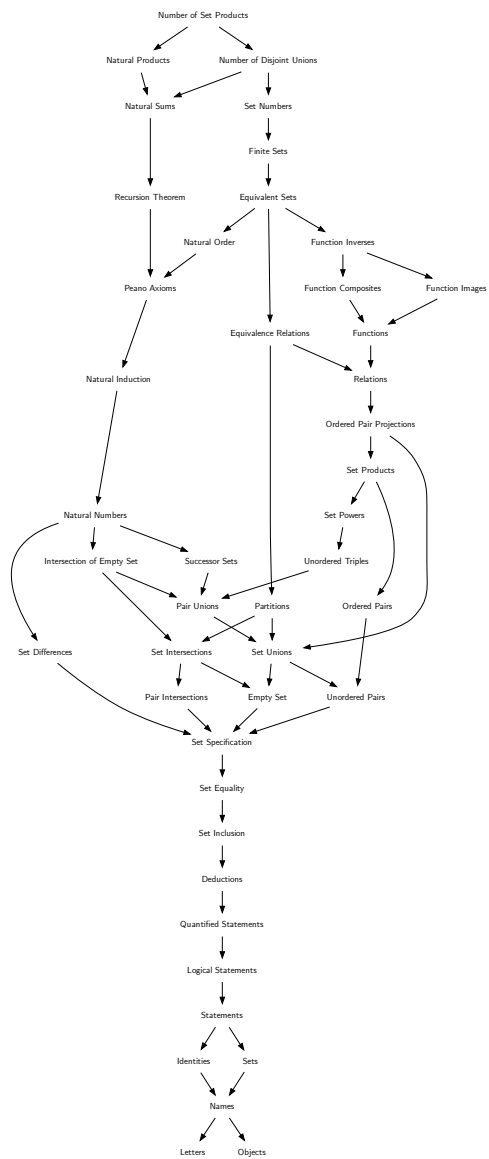 Number of Set Products
Natural Products
Number of Disjoint Unions
Natural Sums
Set Numbers
Finite Sets
Recursion Theorem
Equivalent Sets
Natural Order
Function Inverses
Peano Axioms
Function Composites
Function Images
Equivalence Relations
Functions
Natural Induction
Relations
Ordered Pair Projections
Set Products
Natural Numbers
Set Powers
Intersection of Empty Set
Successor Sets
Unordered Triples
Pair Unions
Partitions
Ordered Pairs
Set Differences
Set Intersections
Set Unions
Pair Intersections
Empty Set
Unordered Pairs
Set Specification
Set Equality
Set Inclusion
Deductions
Quantified Statements
Logical Statements
Statements
Identities
Sets
Names
Letters
Objects